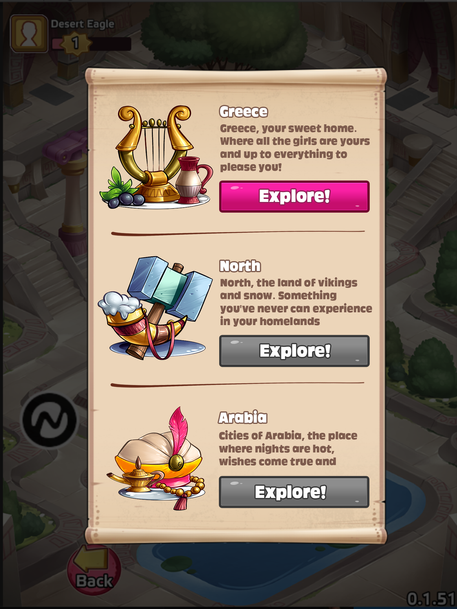 Desert Eagle
1
Greece
Greece, your sweet home.
Where all the girls are yours
and up to everything to
please you!
Explore!
North
North, the land of vikings
and snow. Something
you've never can experience
in your homelands
Explore!
Arabia
Cities of Arabia, the place
where nights are hot,
wishes come true and
Explore!
Back
0.1.51